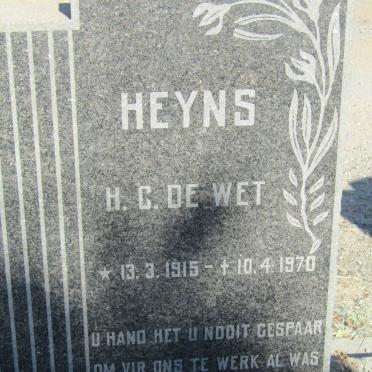 HEYNS
H. C. DE WET
* 13. 3. 1915 - + 10. 4. 1970
U HAND HET U NOOIT GESPAAR
OM VIR ONS TE WERK AL WAS